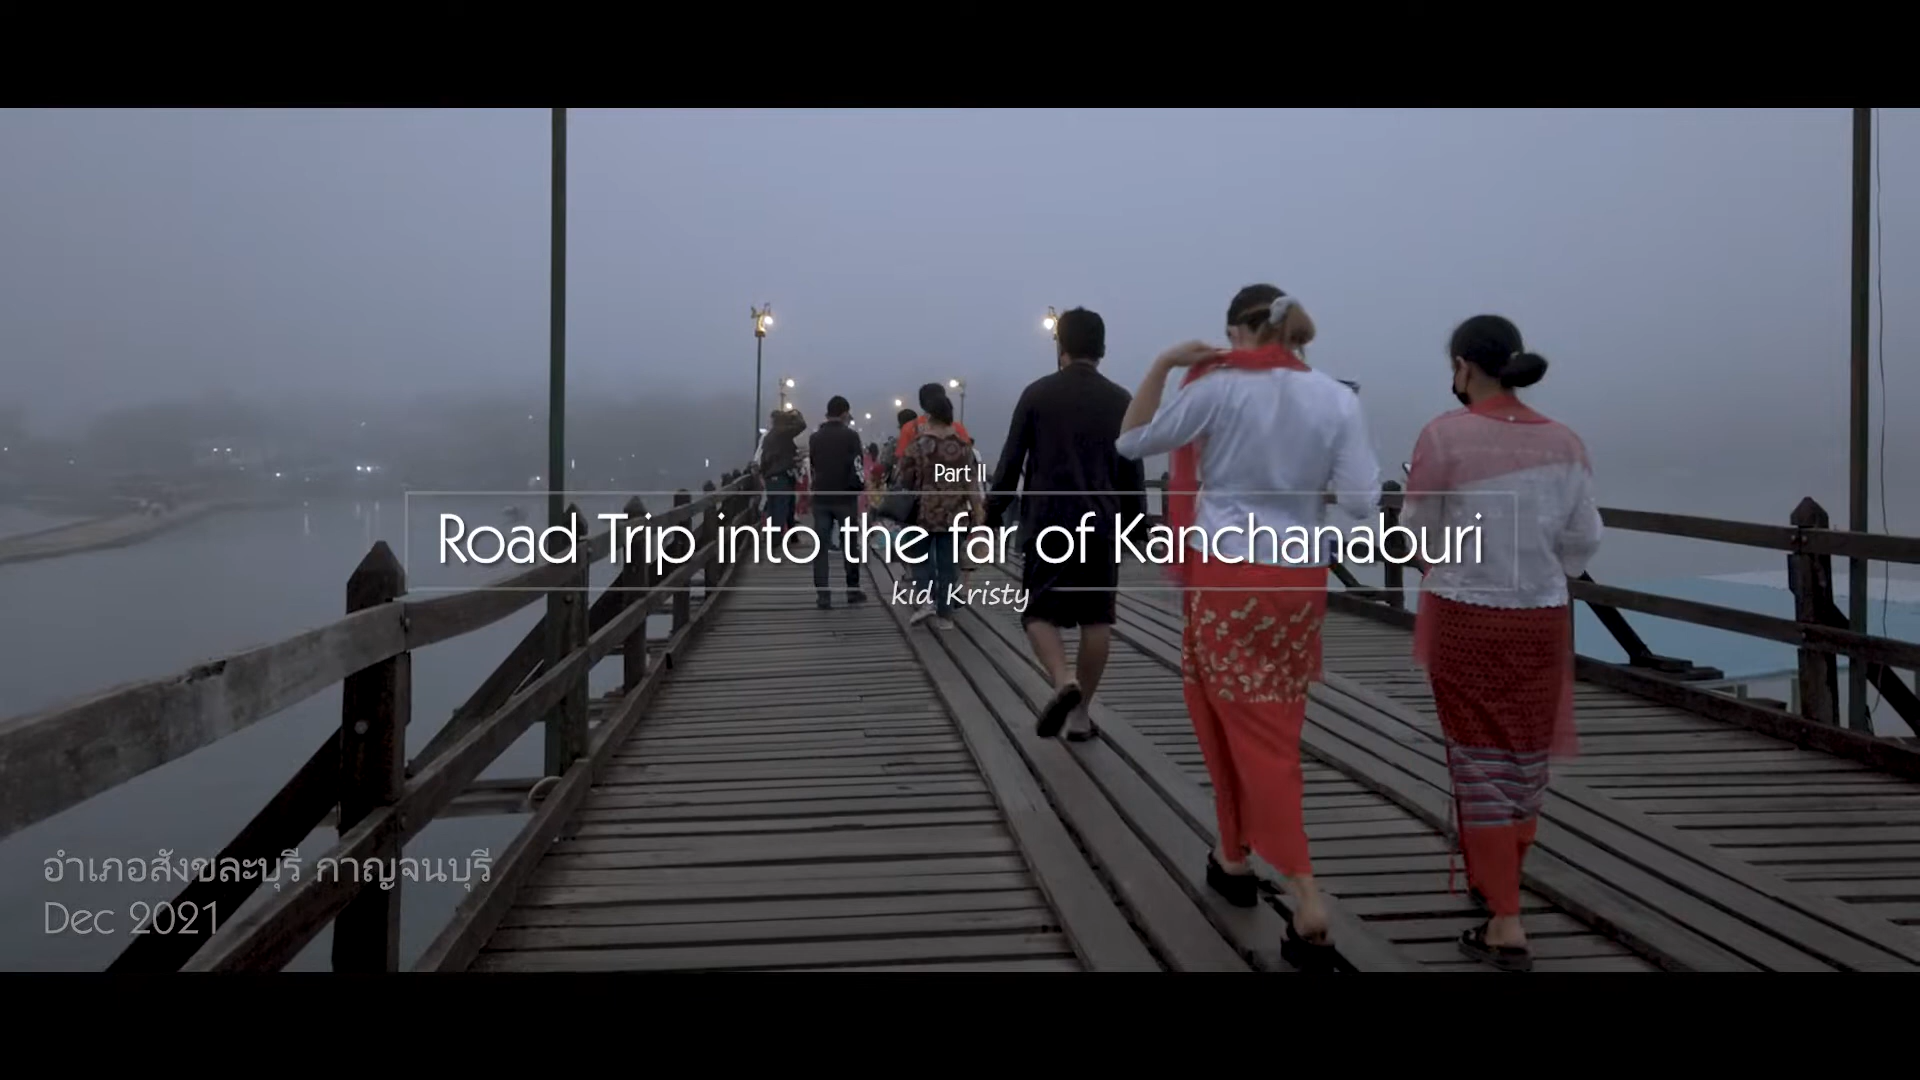 Part II
Road Trip into the far of Kanchanaburi
kid Kristy
อำเภอสังขละบุรี กาญจนบุรี
Dec 2021